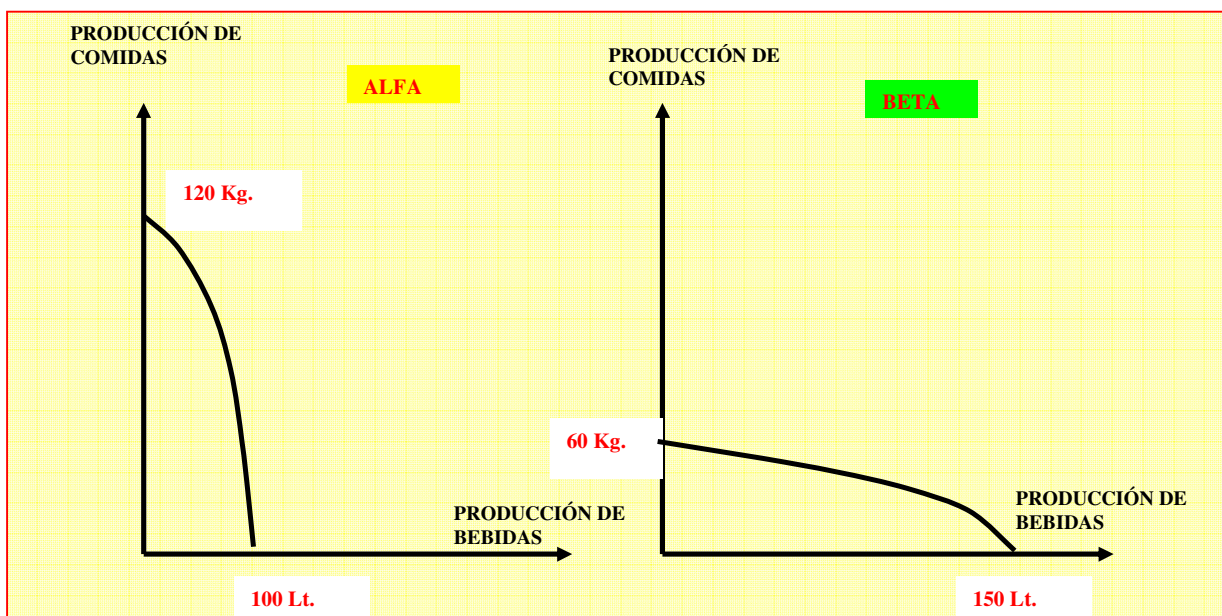 PRODUCCIÓN DE
COMIDAS
ALFA
120 Kg.
PRODUCCIÓN DE
BEBIDAS
100 Lt.
PRODUCCIÓN DE
COMIDAS
BETA
60 Kg.
PRODUCCIÓN DE
BEBIDAS
150 Lt.